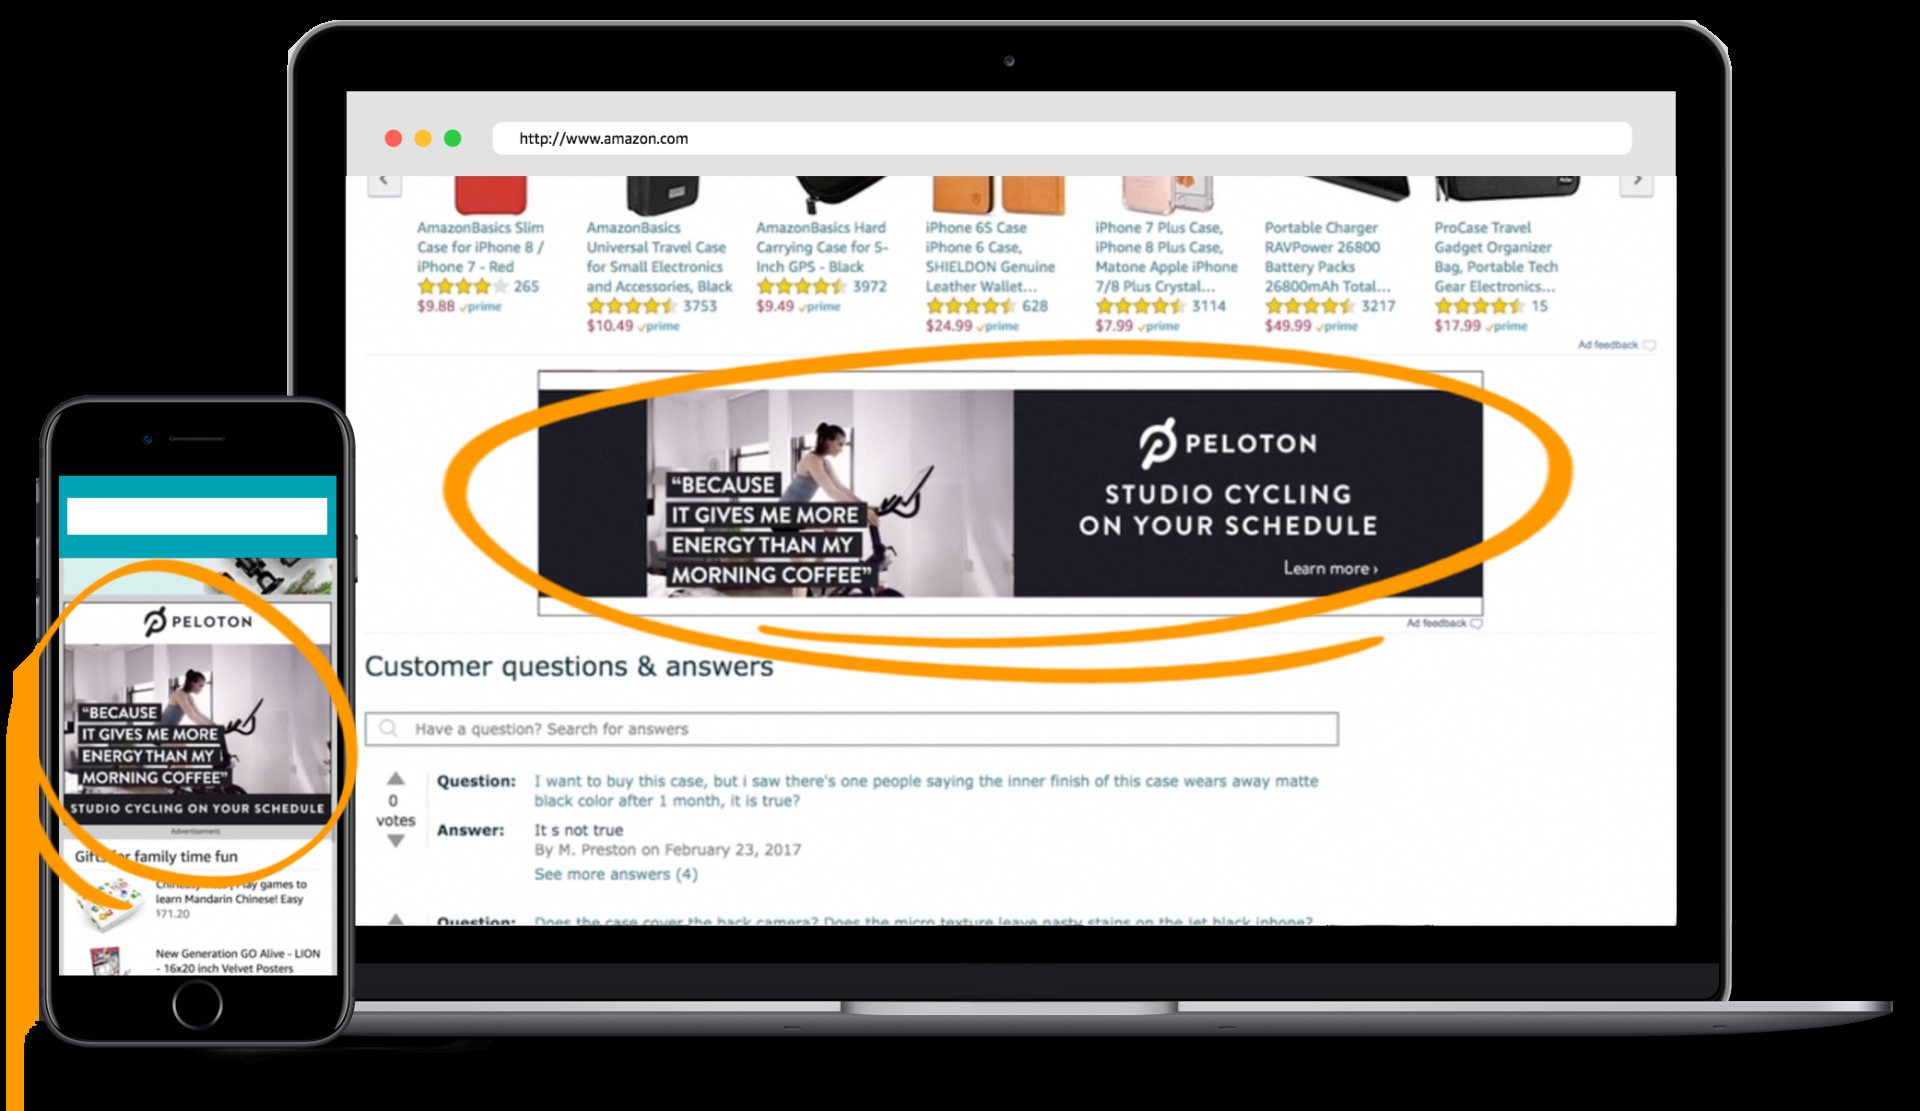 http://www.amazon.com
AmazonBasics Slim
Case for iPhone 8 /
iPhone 7 - Red
265
$9.88 prime
AmazonBasics
Universal Travel Case
for Small Electronics
and Accessories, Black
3753
$10.49 prime
AmazonBasics Hard
Carrying Case for 5-
Inch GPS - Black
3972
$9.49 prime
iPhone 6S Case
iPhone 6 Case,
SHIELDON Genuine
Leather Wallet...
628
$24.99 prime
iPhone 7 Plus Case,
iPhone 8 Plus Case,
Matone Apple iPhone
7/8 Plus Crystal...
3114
$7.99 prime
Portable Charger
RAVPower 26800
Battery Packs
26800mAh Total...
3217
$49.99 prime
ProCase Travel
Gadget Organizer
Bag, Portable Tech
Gear Electronics...
15
$17.99 prime
Ad feedback
“BECAUSE
IT GIVES ME MORE
ENERGY THAN MY
MORNING COFFEE”
PELOTON
STUDIO CYCLING
ON YOUR SCHEDULE
Learn more ›
Ad feedback
Customer questions & answers
Have a question? Search for answers
0
votes
Question: I want to buy this case, but i saw there's one people saying the inner finish of this case wears away matte
black color after 1 month, it is true?
Answer: It s not true
By M. Preston on February 23, 2017
See more answers (4)
Question: Does the case cover the back camera? Does the micro texture leave nasty stains on the jet black iphone?
PELOTON
“BECAUSE
IT GIVES ME MORE
ENERGY THAN MY
MORNING COFFEE”
STUDIO CYCLING ON YOUR SCHEDULE
Advertisement
Gifts for family time fun
Play games to
learn Mandarin Chinese! Easy
$71.20
New Generation GO Alive - LION
- 16x20 inch Velvet Posters